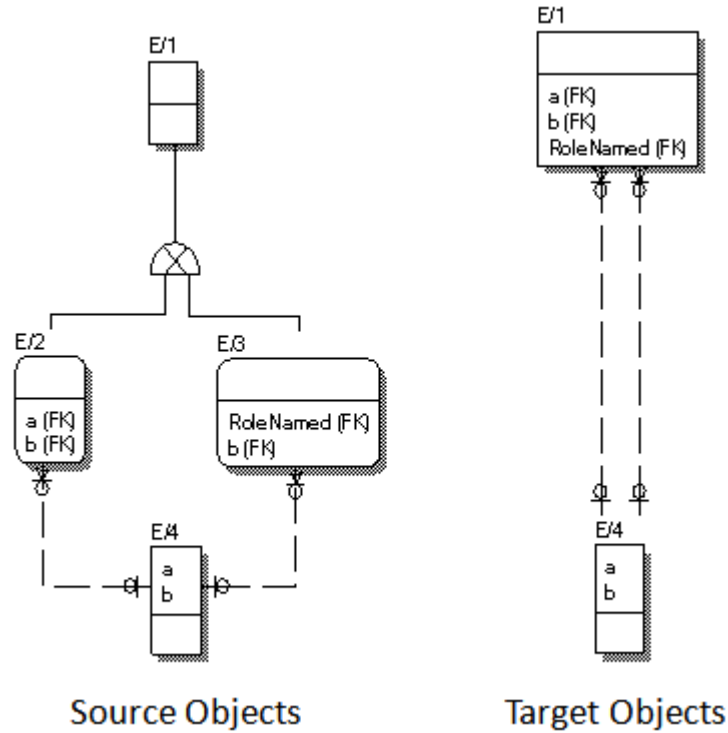 E/1
E/2
a (FK)
b (FK)
E/3
RoleNamed (FK)
b (FK)
E/4
a
b
Source Objects
E/1
a (FK)
b (FK)
RoleNamed (FK)
E/4
a
b
Target Objects